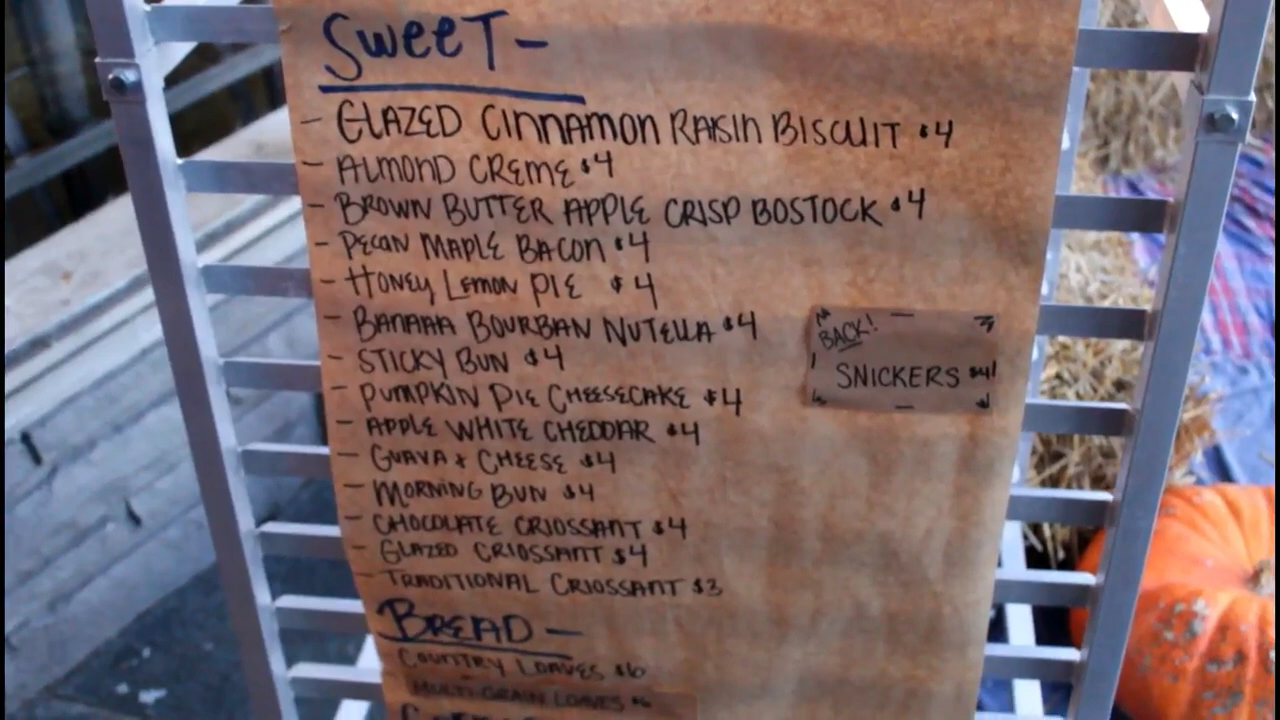 Sweet -
- GLAZED CINNAMON RAISIN BISCUIT $4
- ALMOND CREME $4
- BROWN BUTTER APPLE CRISP BOSTOCK $4
- PECAN MAPLE BACON $4
- HONEY LEMON PIE $4
- BANANA BOURBAN NUTELLA $4
BACK!
SNICKERS $4
- STICKY BUN $4
- PUMPKIN PIE CHEESECAKE $4
- APPLE WHITE CHEDDAR $4
- GUAVA + CHEESE $4
- MORNING BUN $4
- CHOCOLATE CRIOSSANT $4
- GLAZED CRIOSSANT $4
- TRADITIONAL CRIOSSANT $3
BREAD -
COUNTRY LOAVES $6
MULTI-GRAIN LOAVES